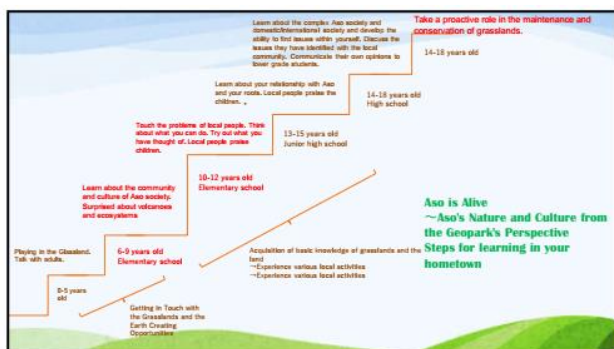 Learn about the complex Aso society and
domestic/international society and develop the
ability to find issues within yourself. Discuss the
issues they have identified with the local
community. Communicate their own opinions to
lower grade students.
Take a proactive role in the maintenance and
conservation of grasslands.
14-18 years old
Learn about your relationship with Aso
and your roots. Local people praise the
children. 。
14-18 years old
High school
Touch the problems of local people. Think
about what you can do. Try out what you
have thought of. Local people praise
children.
13-15 years old
Junior high school
Learn about the community
and culture of Aso society.
Surprised about volcanoes
and ecosystems
10-12 years old
Elementary school
Aso is Alive
～Aso's Nature and Culture from
the Geopark's Perspective
Steps for learning in your
hometown
Playing in the Glassland.
Talk with adults.
6-9 years old
Elementary school
Acquisition of basic knowledge of grasslands and the
land
→Experience various local activities
→Experience various local activities
0-5 years
old
Getting in Touch with
the Grasslands and the
Earth Creating
Opportunities